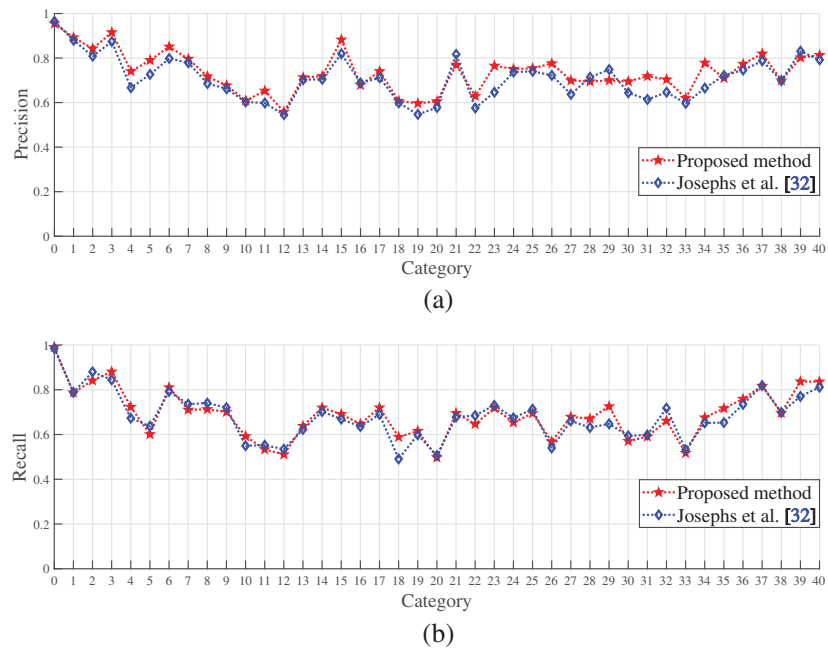 1
0.8
0.6
0.4
0.2
0
Precision
Proposed method
Josephs et al. [32]
0 1 2 3 4 5 6 7 8 9 10 11 12 13 14 15 16 17 18 19 20 21 22 23 24 25 26 27 28 29 30 31 32 33 34 35 36 37 38 39 40
Category
(a)
1
0.8
0.6
0.4
0.2
0
Recall
Proposed method
Josephs et al. [32]
0 1 2 3 4 5 6 7 8 9 10 11 12 13 14 15 16 17 18 19 20 21 22 23 24 25 26 27 28 29 30 31 32 33 34 35 36 37 38 39 40
Category
(b)